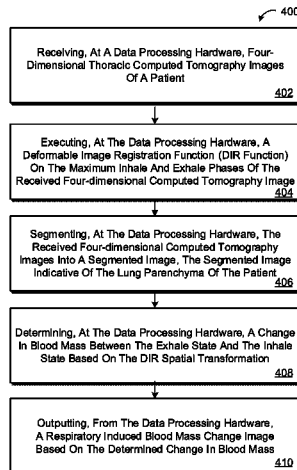 400
Receiving, At A Data Processing Hardware, Four-
Dimensional Thoracic Computed Tomography Images
Of A Patient
402
Executing, At The Data Processing Hardware, A
Deformable Image Registration Function (DIR Function)
On The Maximum Inhale And Exhale Phases Of The
Received Four-dimensional Computed Tomography Image
404
Segmenting, At The Data Processing Hardware, The
Received Four-dimensional Computed Tomography
Images Into A Segmented Image, The Segmented Image
Indicative Of The Lung Parenchyma Of The Patient
406
Determining, At The Data Processing Hardware, A Change
In Blood Mass Between The Exhale State And The Inhale
State Based On The DIR Spatial Transformation
408
Outputting, From The Data Processing Hardware,
A Respiratory Induced Blood Mass Change Image
Based On The Determined Change In Blood Mass
410